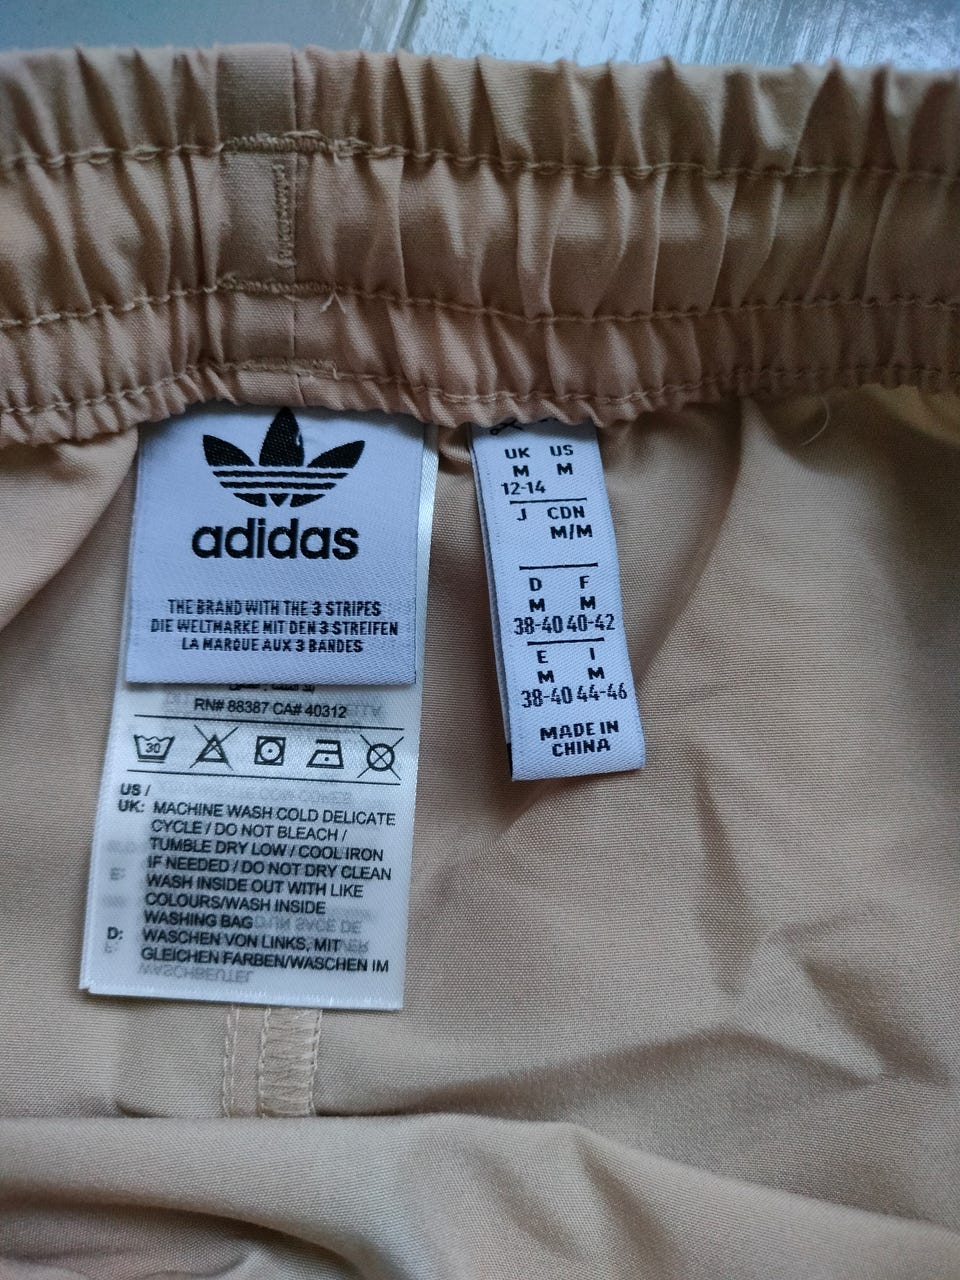 adidas
THE BRAND WITH THE 3 STRIPES
DIE WELTMARKE MIT DEN 3 STREIFEN
LA MARQUE AUX 3 BANDES
RN# 88387 CA# 40312
30
US /
UK: MACHINE WASH COLD DELICATE
CYCLE / DO NOT BLEACH /
TUMBLE DRY LOW / COOL IRON
IF NEEDED / DO NOT DRY CLEAN
WASH INSIDE OUT WITH LIKE
COLOURS/WASH INSIDE
WASHING BAG
D: WASCHEN VON LINKS, MIT
GLEICHEN FARBEN/WASCHEN IM
UK US
M M
12-14
J CDN
M/M
D F
M M
38-40 40-42
E I
M M
38-40 44-46
MADE IN
CHINA